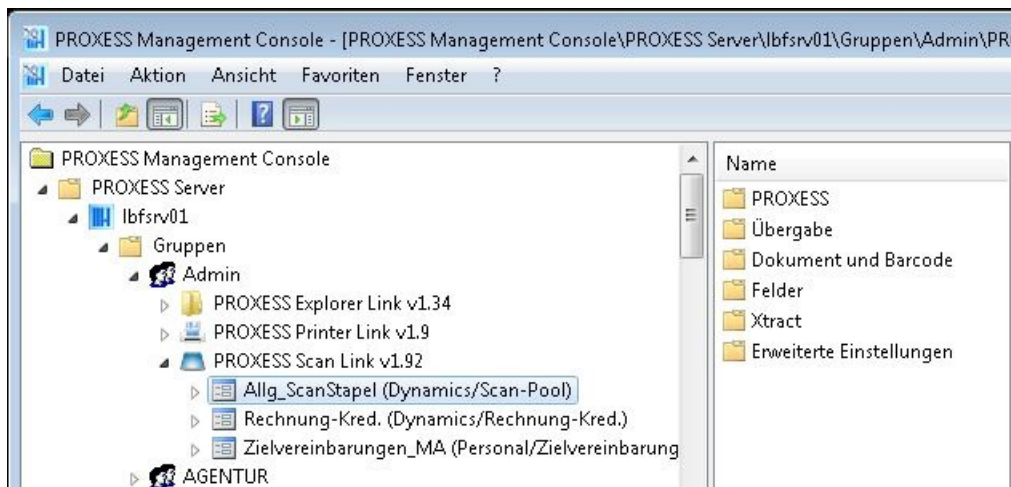 PROXESS Management Console - [PROXESS Management Console\PROXESS Server\lbfsrv01\Gruppen\Admin\PR
Datei Aktion Ansicht Favoriten Fenster ?
PROXESS Management Console
PROXESS Server
lbfsrv01
Gruppen
Admin
PROXESS Explorer Link v1.34
PROXESS Printer Link v1.9
PROXESS Scan Link v1.92
Allg_ScanStapel (Dynamics/Scan-Pool)
Rechnung-Kred. (Dynamics/Rechnung-Kred.)
Zielvereinbarungen_MA (Personal/Zielvereinbarung
AGENTUR
Name
PROXESS
Übergabe
Dokument und Barcode
Felder
Xtract
Erweiterte Einstellungen